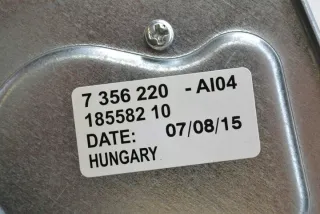 7 356 220 - AI04
185582 10
DATE: 07/08/15
HUNGARY